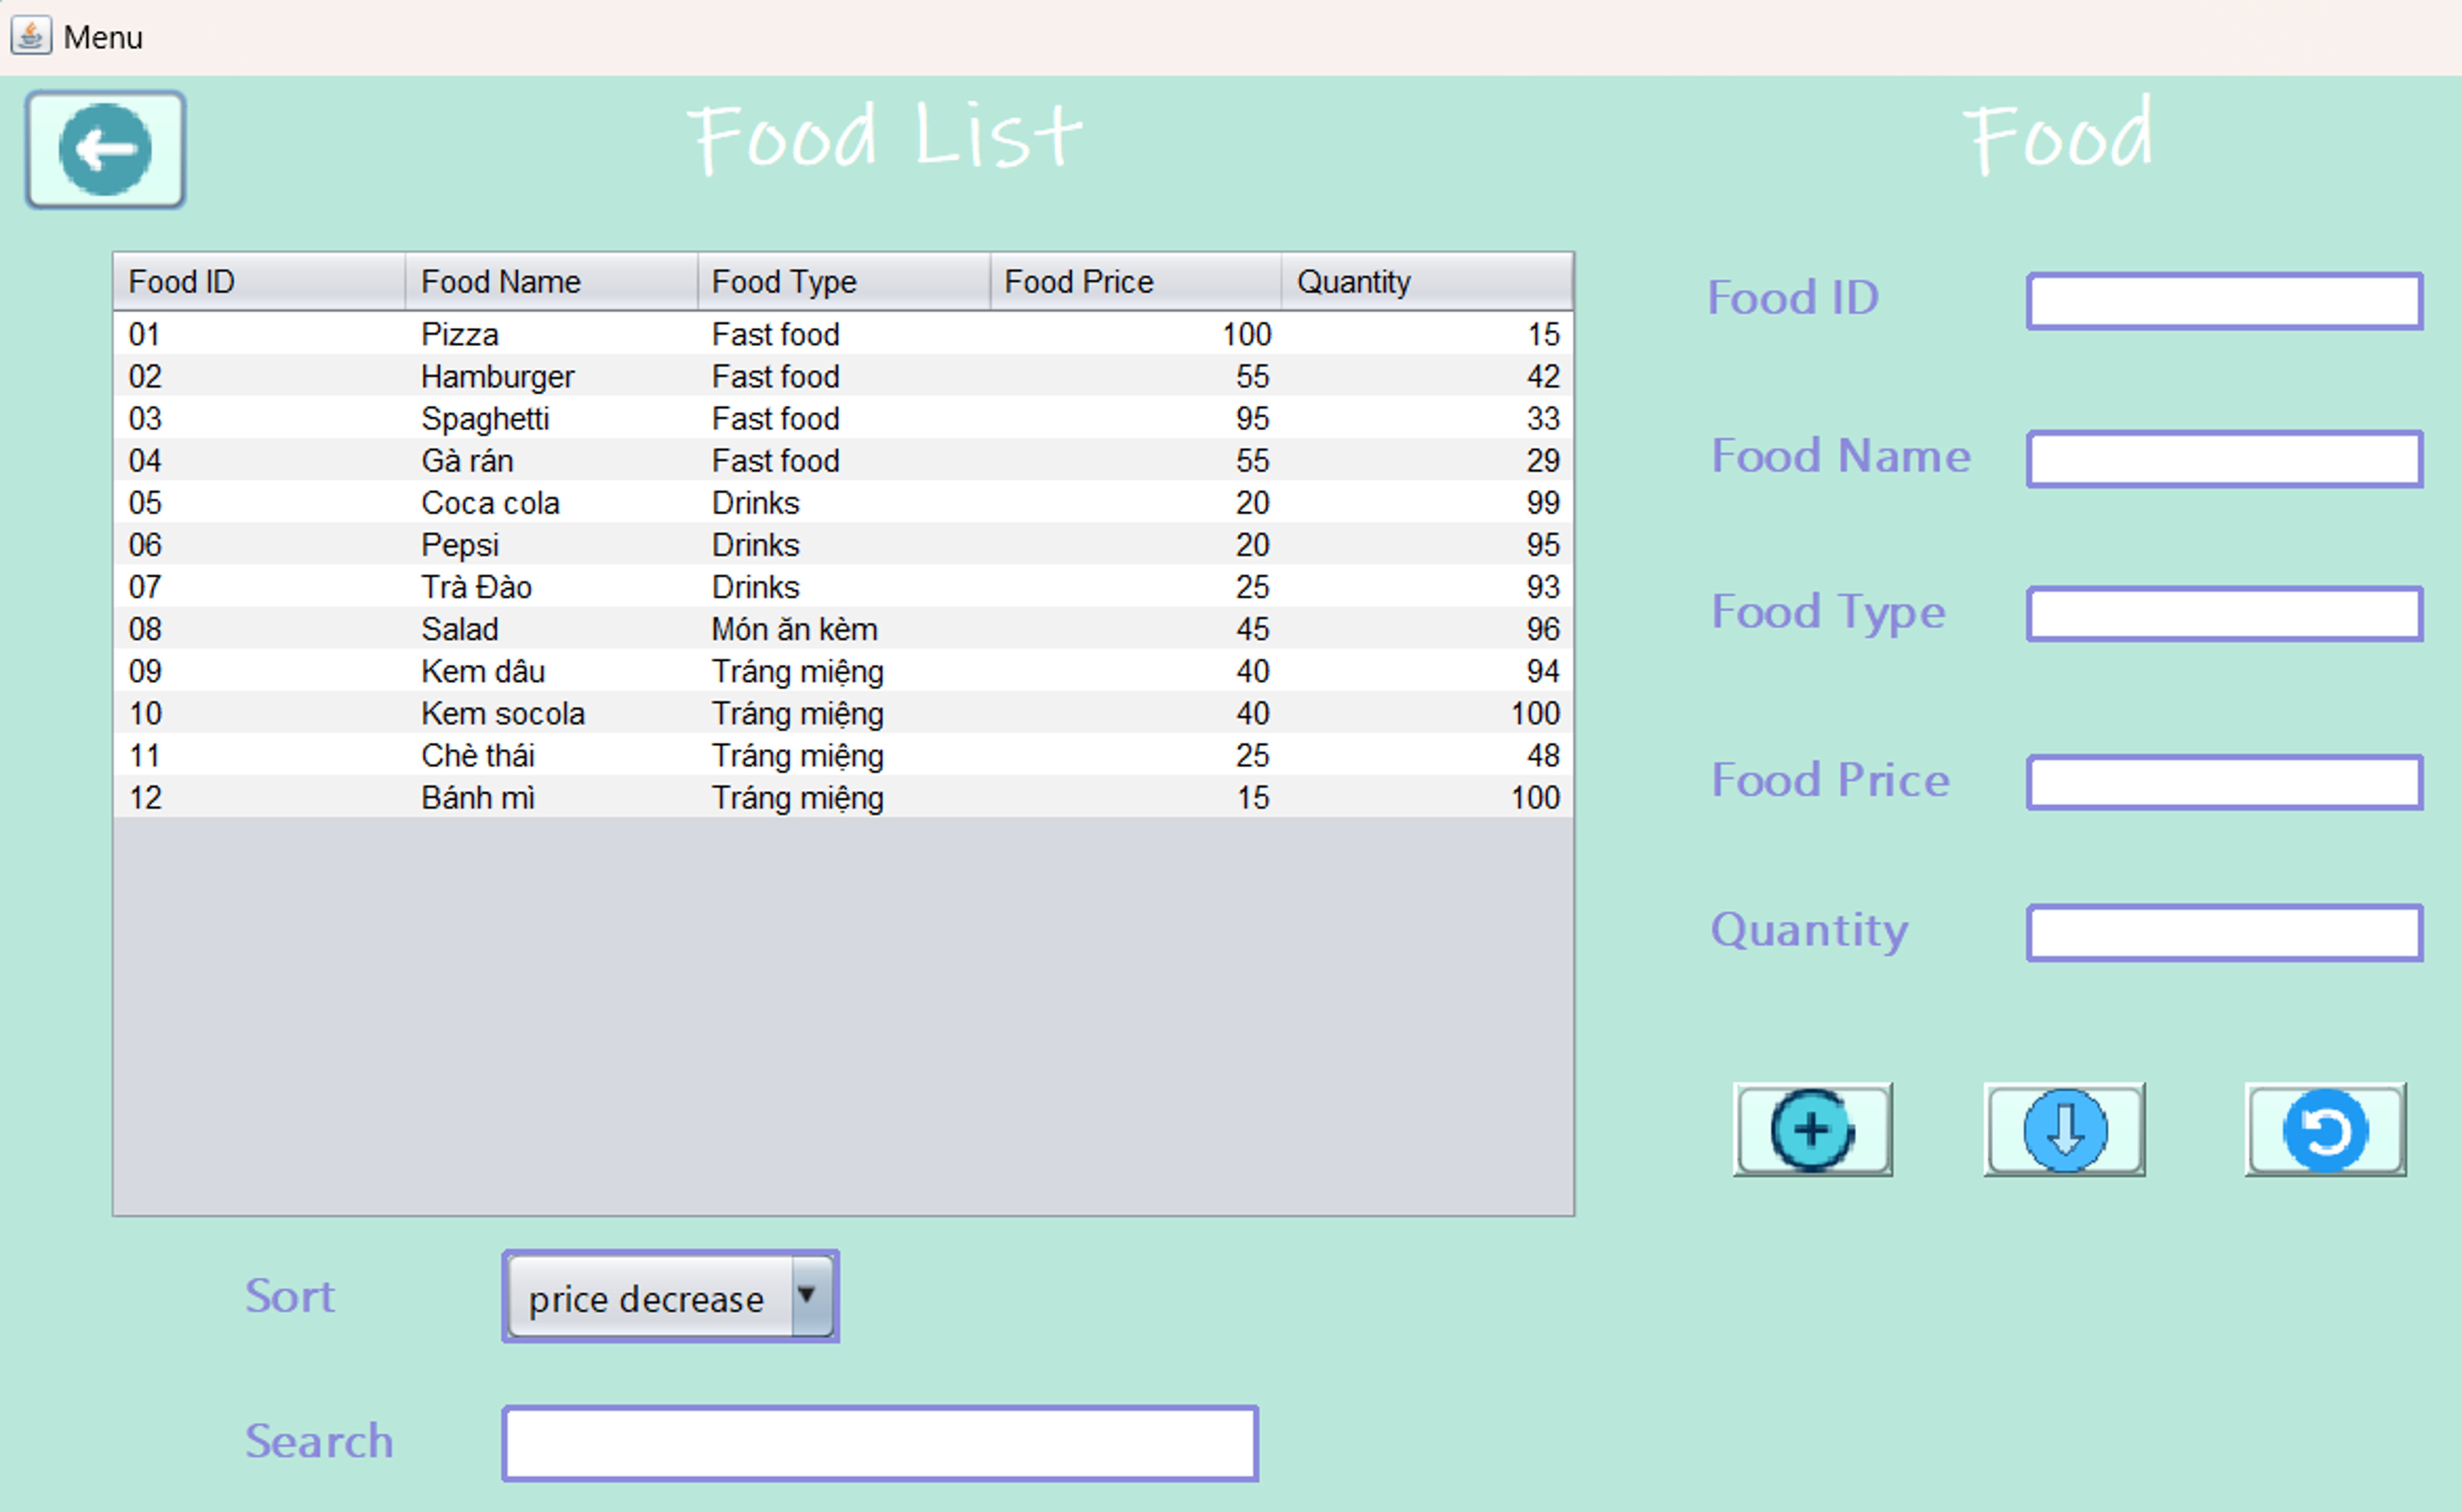 Menu
Food List
Food
Food ID Food Name Food Type Food Price Quantity
01 Pizza Fast food 100 15
02 Hamburger Fast food 55 42
03 Spaghetti Fast food 95 33
04 Gà rán Fast food 55 29
05 Coca cola Drinks 20 99
06 Pepsi Drinks 20 95
07 Trà Đào Drinks 25 93
08 Salad Món ăn kèm 45 96
09 Kem dâu Tráng miệng 40 94
10 Kem socola Tráng miệng 40 100
11 Chè thái Tráng miệng 25 48
12 Bánh mì Tráng miệng 15 100
Food ID
Food Name
Food Type
Food Price
Quantity
Sort price decrease
Search